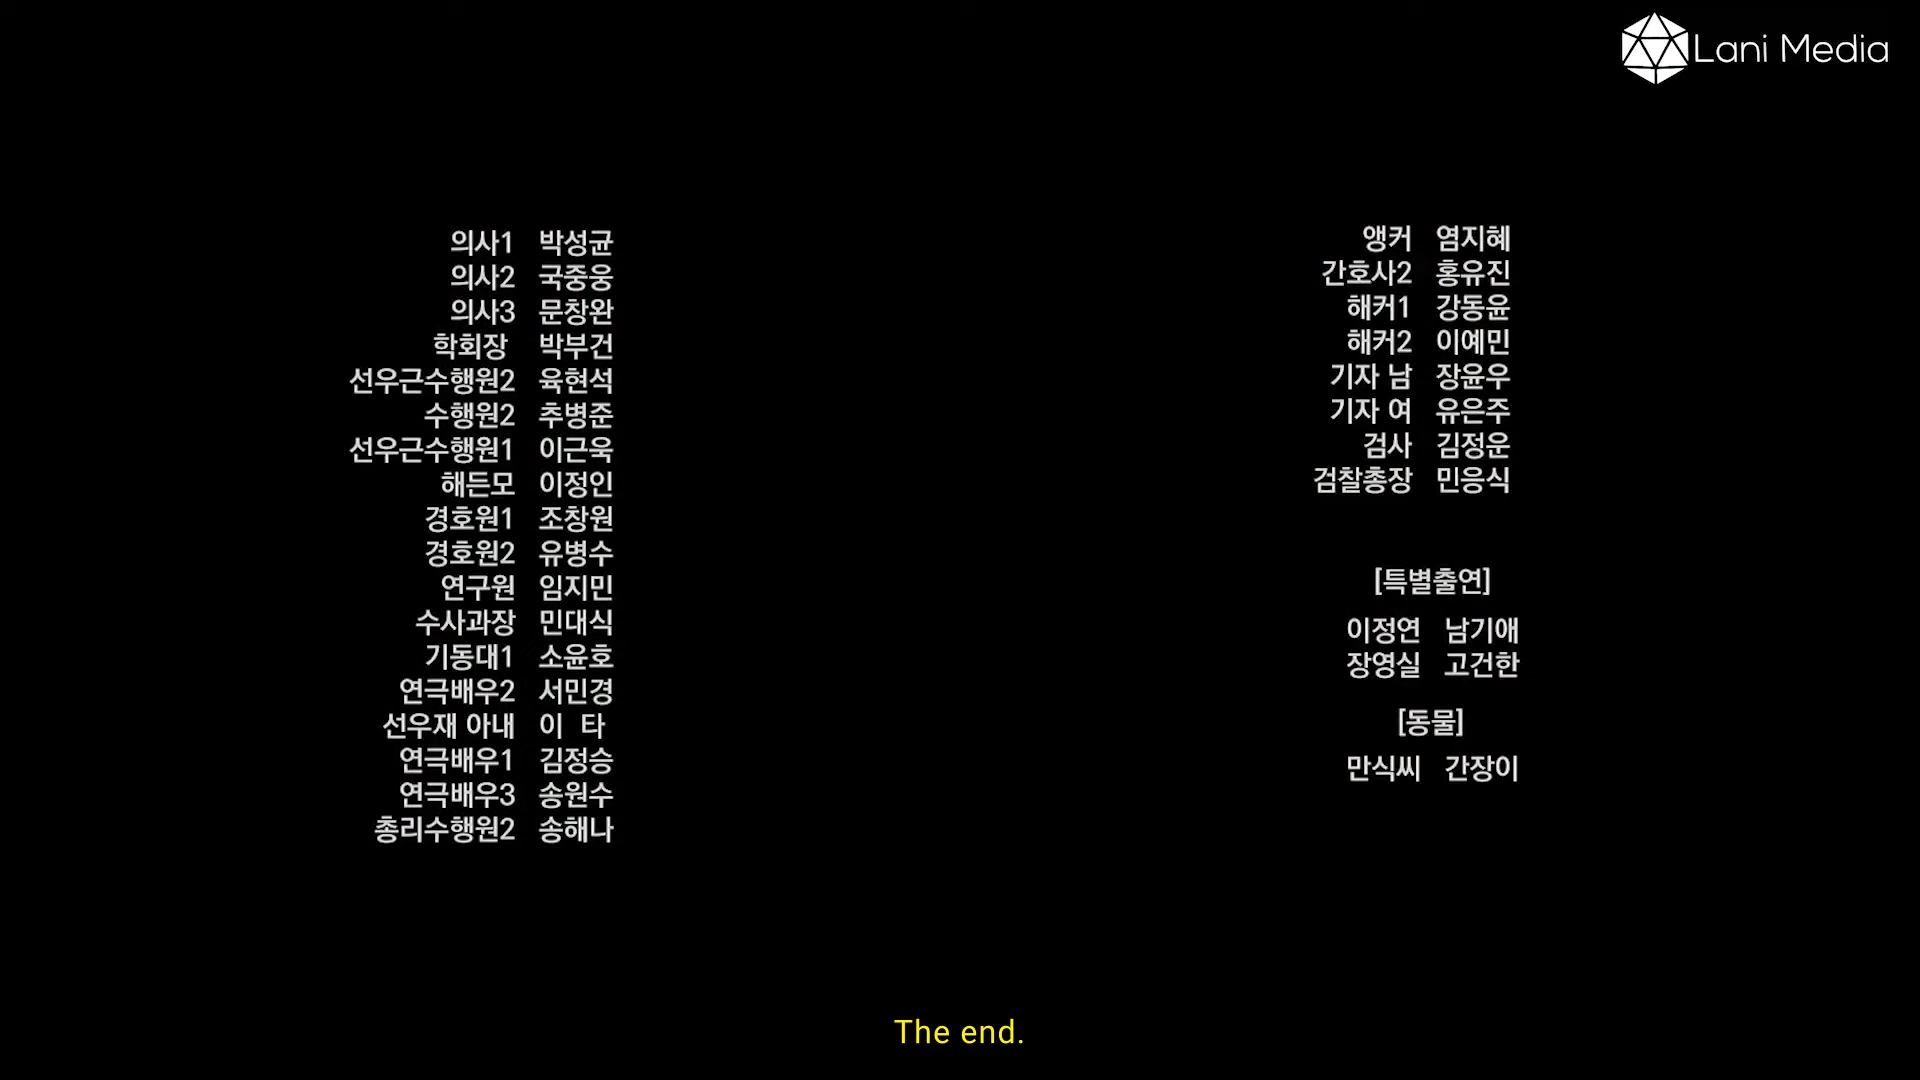 Lani Media
의사1 박성균
의사2 국중웅
의사3 문창완
학회장 박부건
선우근수행원2 육현석
수행원2 추병준
선우근수행원1 이근욱
해든모 이정인
경호원1 조창원
경호원2 유병수
연구원 임지민
수사과장 민대식
기동대1 소윤호
연극배우2 서민경
선우재 아내 이 타
연극배우1 김정승
연극배우3 송원수
총리수행원2 송해나
앵커 염지혜
간호사2 홍유진
해커1 강동윤
해커2 이예민
기자 남 장윤우
기자 여 유은주
검사 김정운
검찰총장 민응식
[특별출연]
이정연 남기애
장영실 고건한
[동물]
만식씨 간장이
The end.